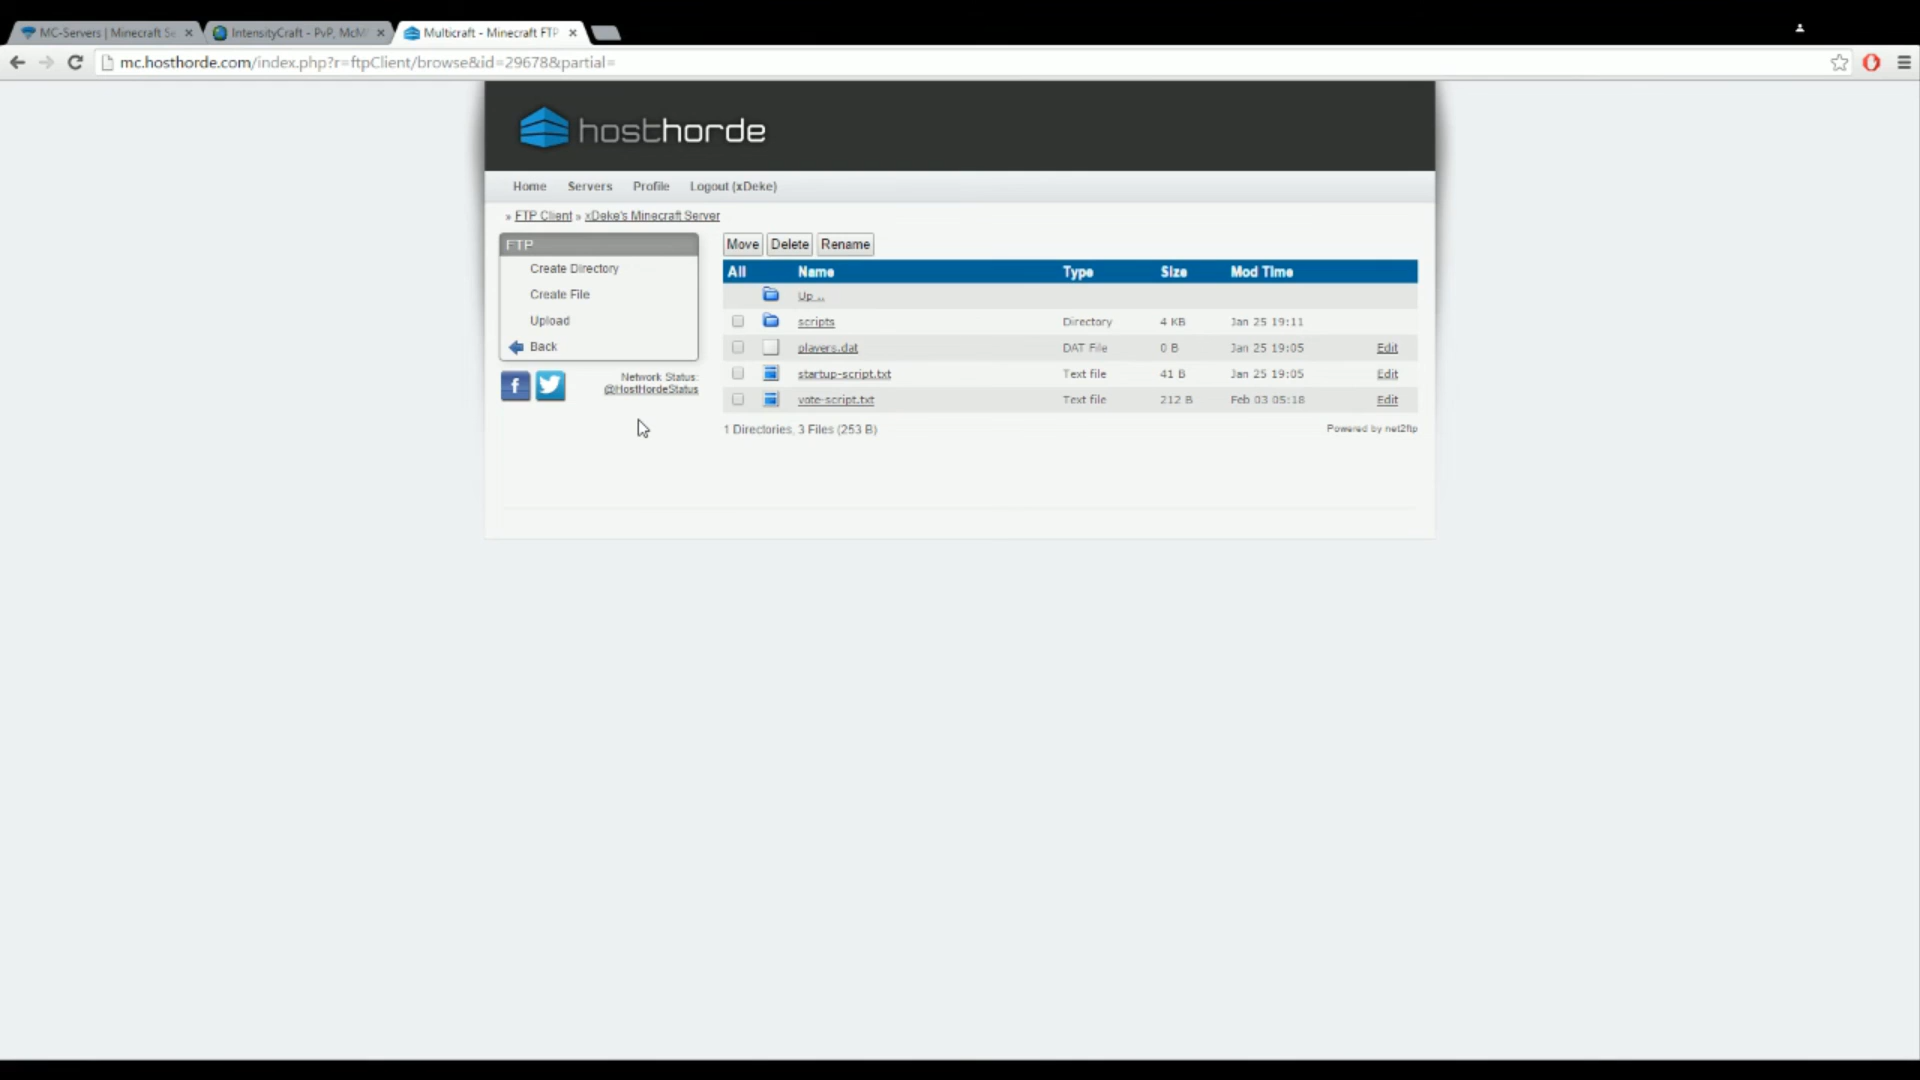 MC-Servers | Minecraft Se
IntensityCraft - PvP, McM
Multicraft - Minecraft FTP
mc.hosthorde.com/index.php?r=ftpClient/browse&id=29678&partial=
hosthorde
Home Servers Profile Logout (xDeke)
» FTP Client » xDeke's Minecraft Server
FTP
Create Directory
Create File
Upload
Back
f
Network Status:
@HostHordeStatus
Move Delete Rename
All Name Type Size Mod Time
Up ..
scripts Directory 4 KB Jan 25 19:11
players.dat DAT File 0 B Jan 25 19:05 Edit
startup-script.txt Text file 41 B Jan 25 19:05 Edit
vote-script.txt Text file 212 B Feb 03 05:18 Edit
1 Directories, 3 Files (253 B)
Powered by net2ftp